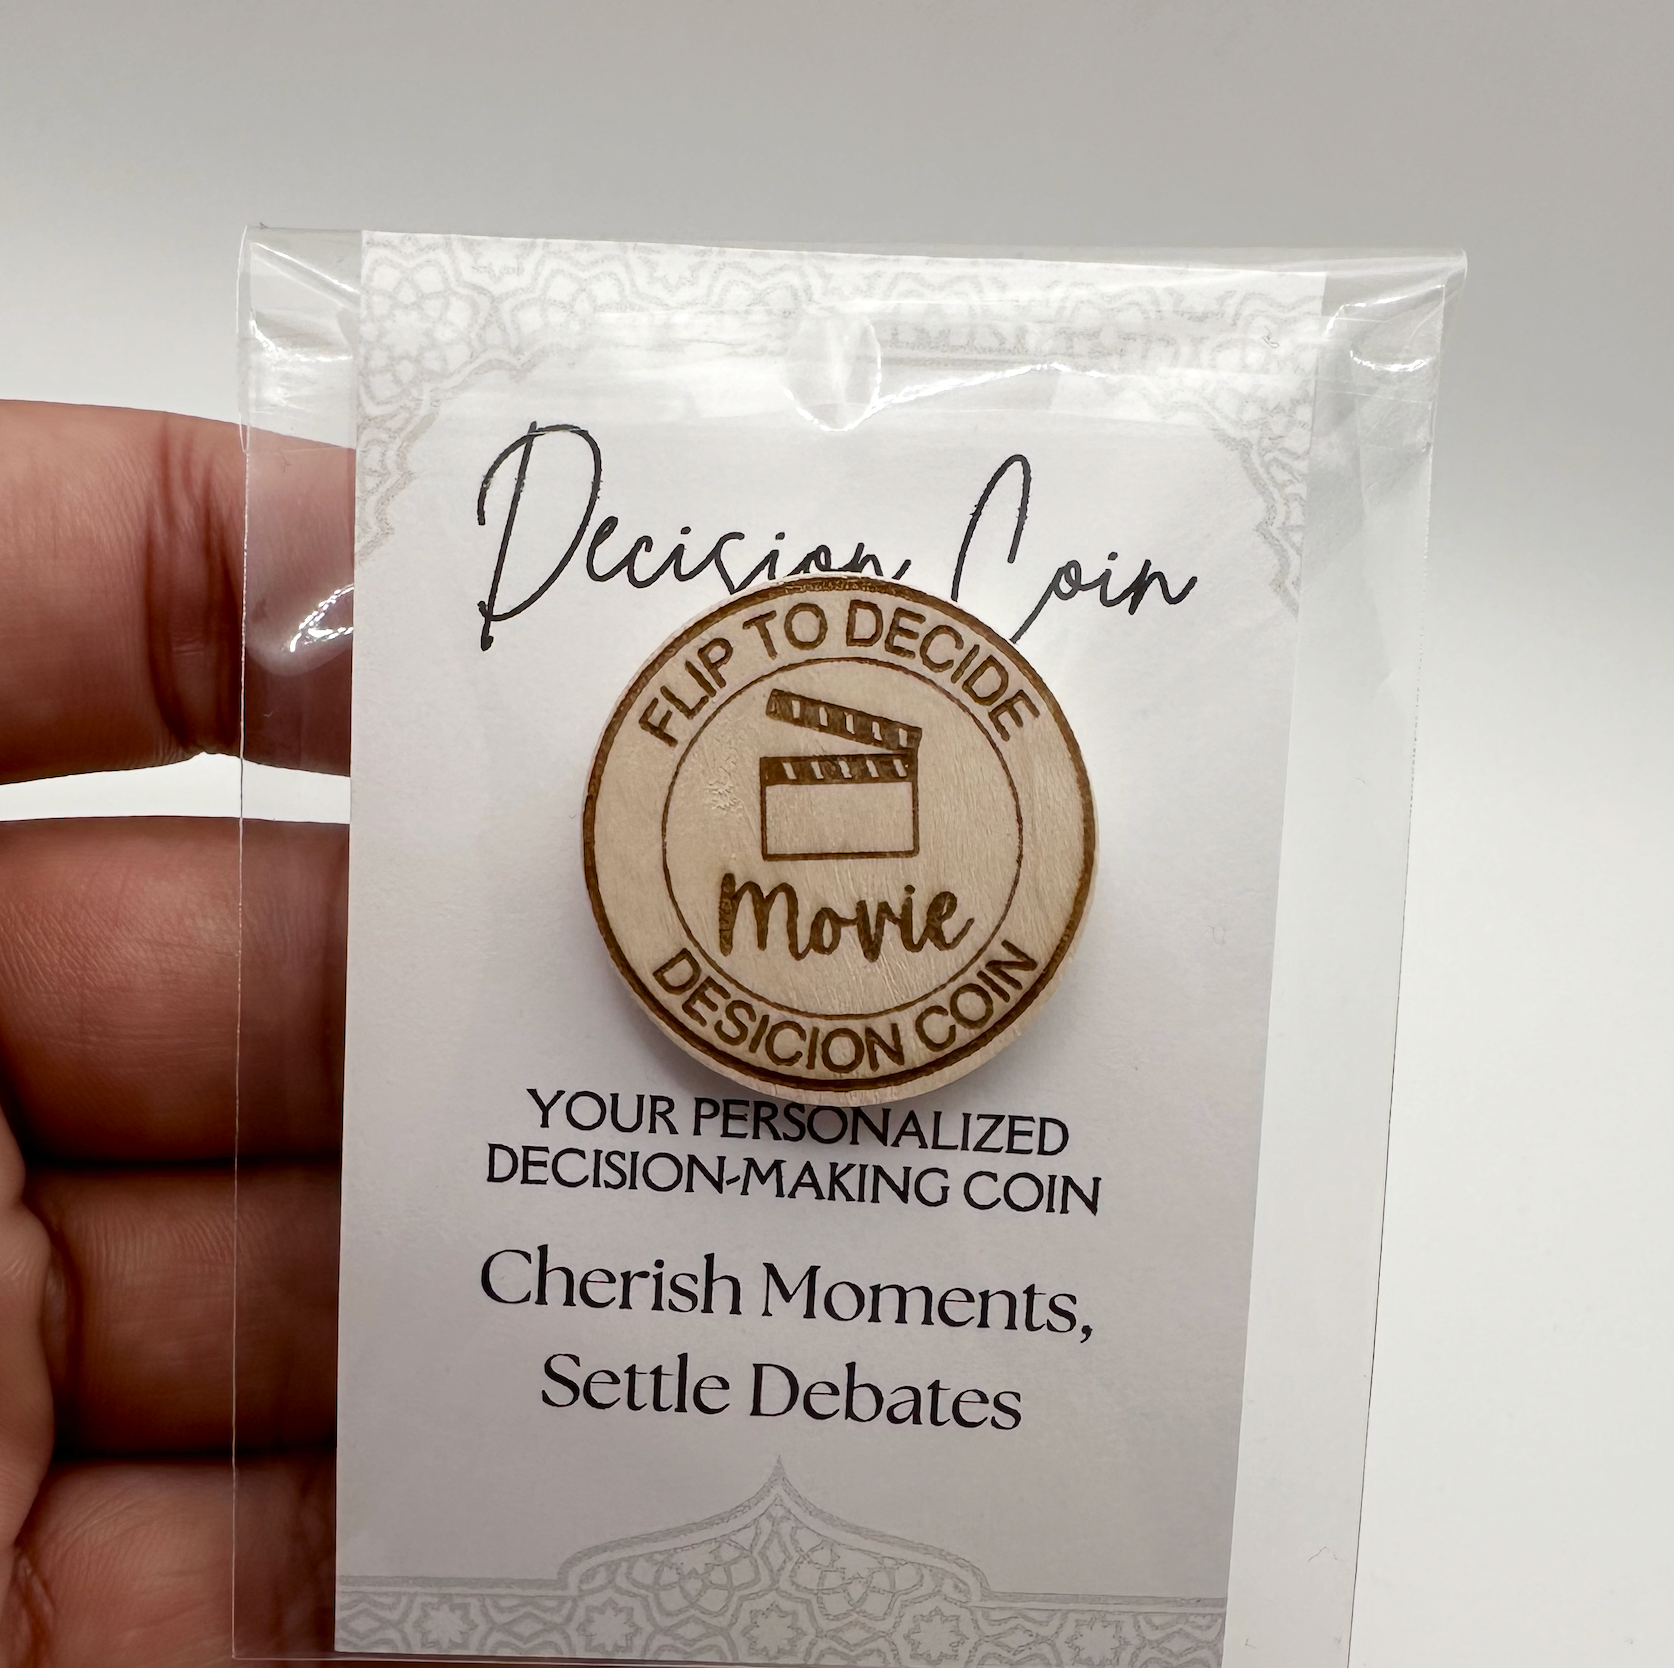 Decision Coin
FLIP TO DECIDE
Movie
DESICION COIN
YOUR PERSONALIZED
DECISION-MAKING COIN
Cherish Moments,
Settle Debates